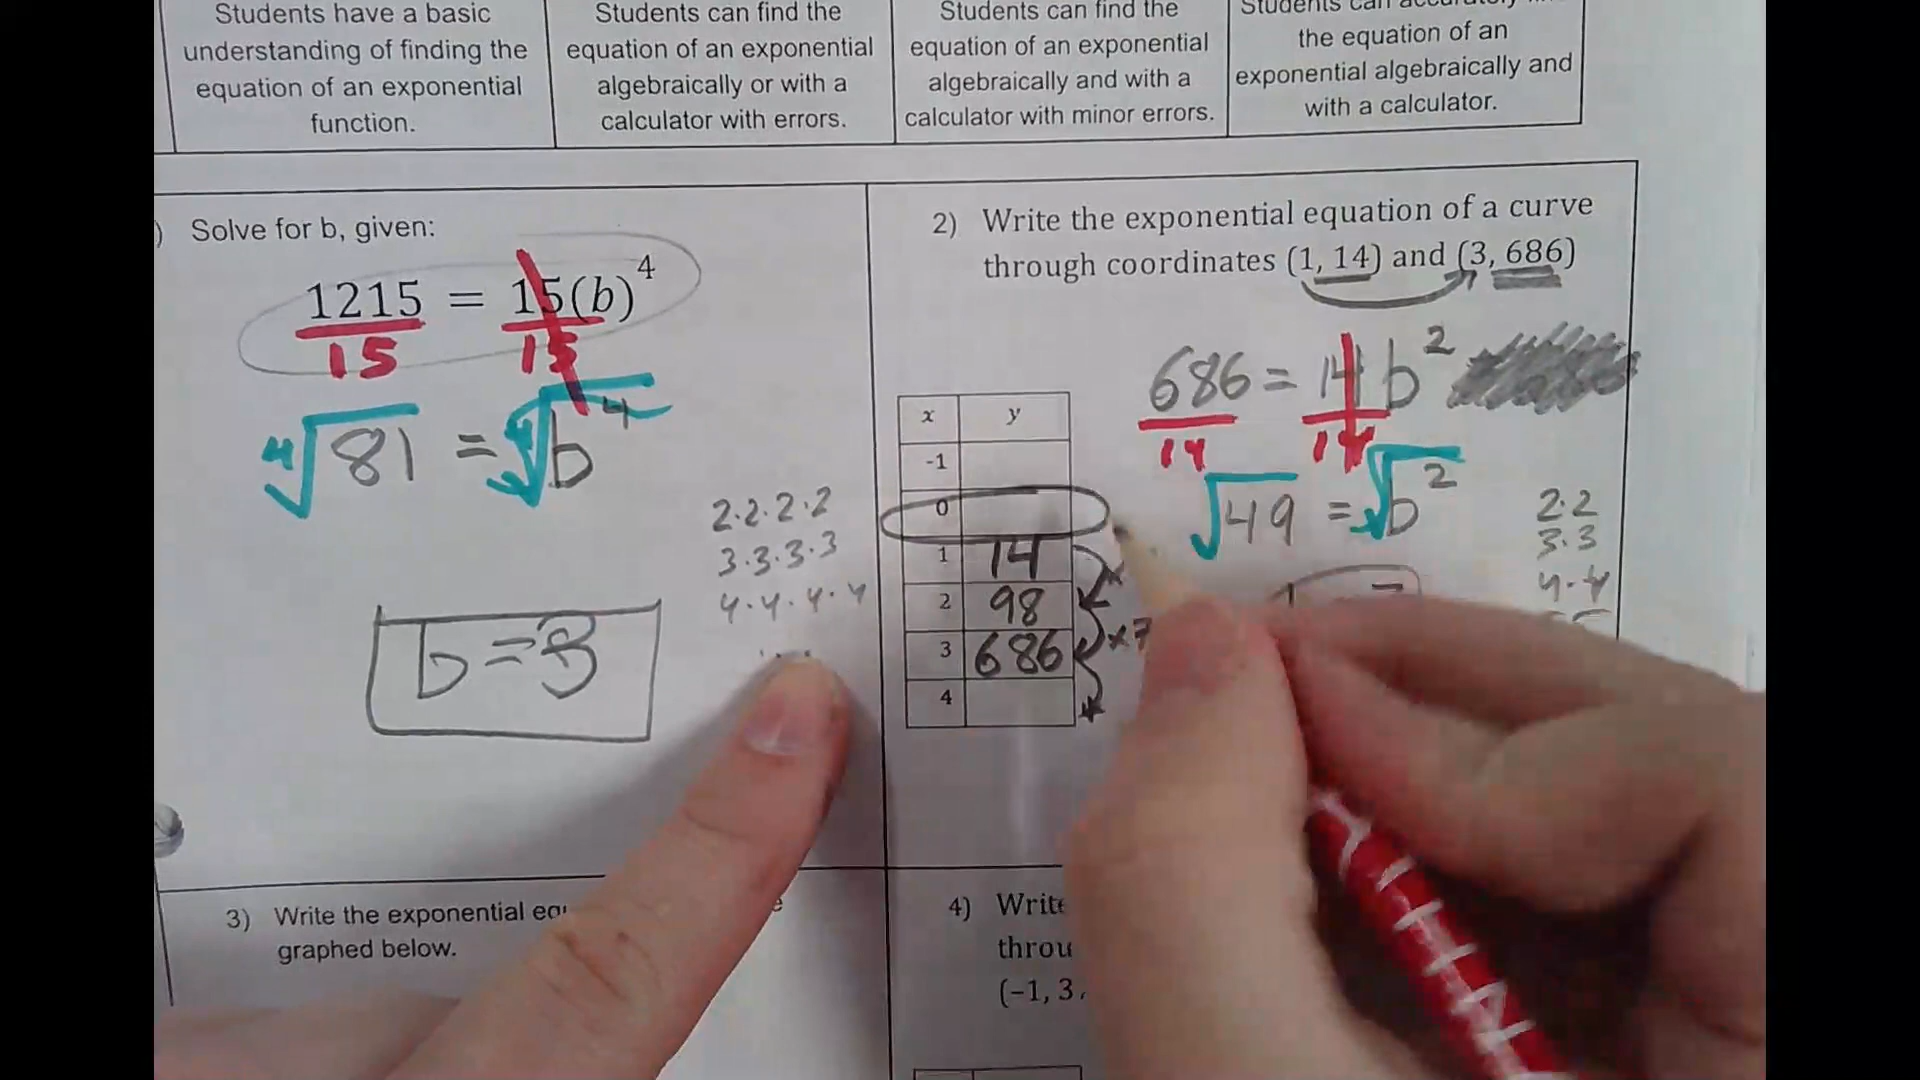 Students have a basic
understanding of finding the
equation of an exponential
function.
Students can find the
equation of an exponential
algebraically or with a
calculator with errors.
Students can find the
equation of an exponential
algebraically and with a
calculator with minor errors.
Students can accurately
the equation of an
exponential algebraically and
with a calculator.
) Solve for b, given:
1215 = 15(b)^4
15 15
⁴√81 = ⁴√b^4
2·2·2·2
3·3·3·3
4·4·4·4
b=3
2) Write the exponential equation of a curve
through coordinates (1, 14) and (3, 686)
686 = 14 b^2
14 14
√49 = √b^2
2·2
3·3
4·4
x y
-1
0
1 14
2 98
3 686
4
×7
3) Write the exponential
graphed below.
4) Write
(−1, 3